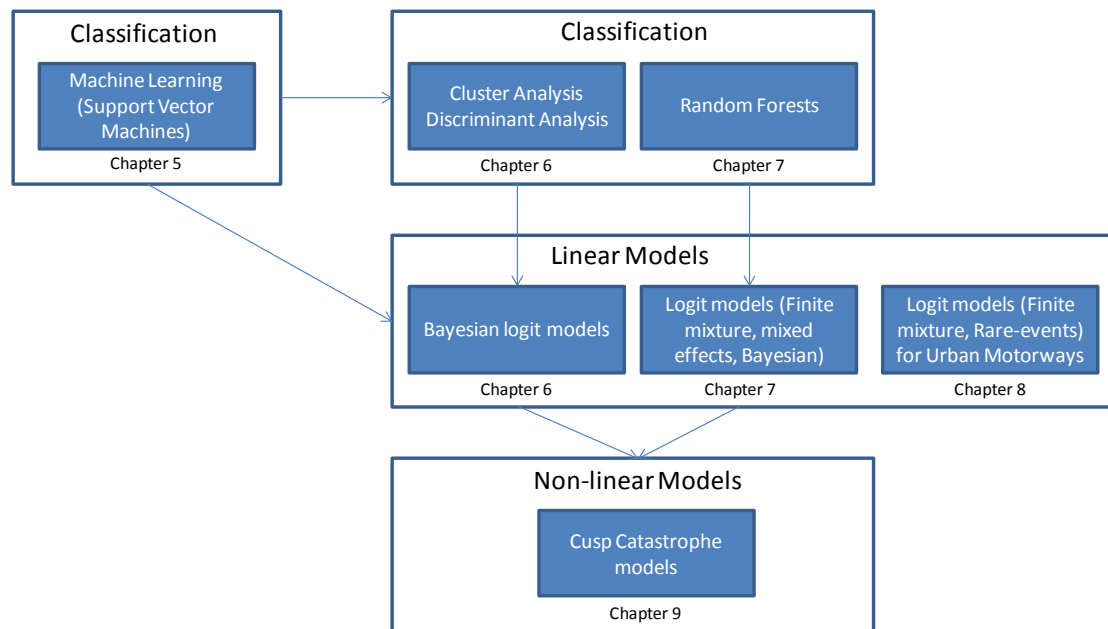 Classification
Machine Learning
(Support Vector
Machines)
Chapter 5
Classification
Cluster Analysis
Discriminant Analysis
Chapter 6
Random Forests
Chapter 7
Linear Models
Bayesian logit models
Chapter 6
Logit models (Finite
mixture, mixed
effects, Bayesian)
Chapter 7
Logit models (Finite
mixture, Rare-events)
for Urban Motorways
Chapter 8
Non-linear Models
Cusp Catastrophe
models
Chapter 9